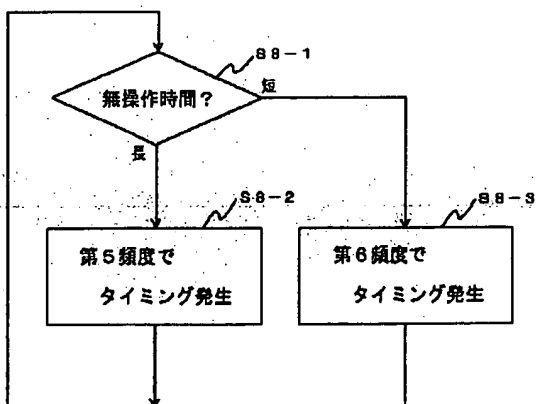 S8-1
無操作時間?
短
長
S8-2
S8-3
第5頻度で
タイミング発生
第6頻度で
タイミング発生